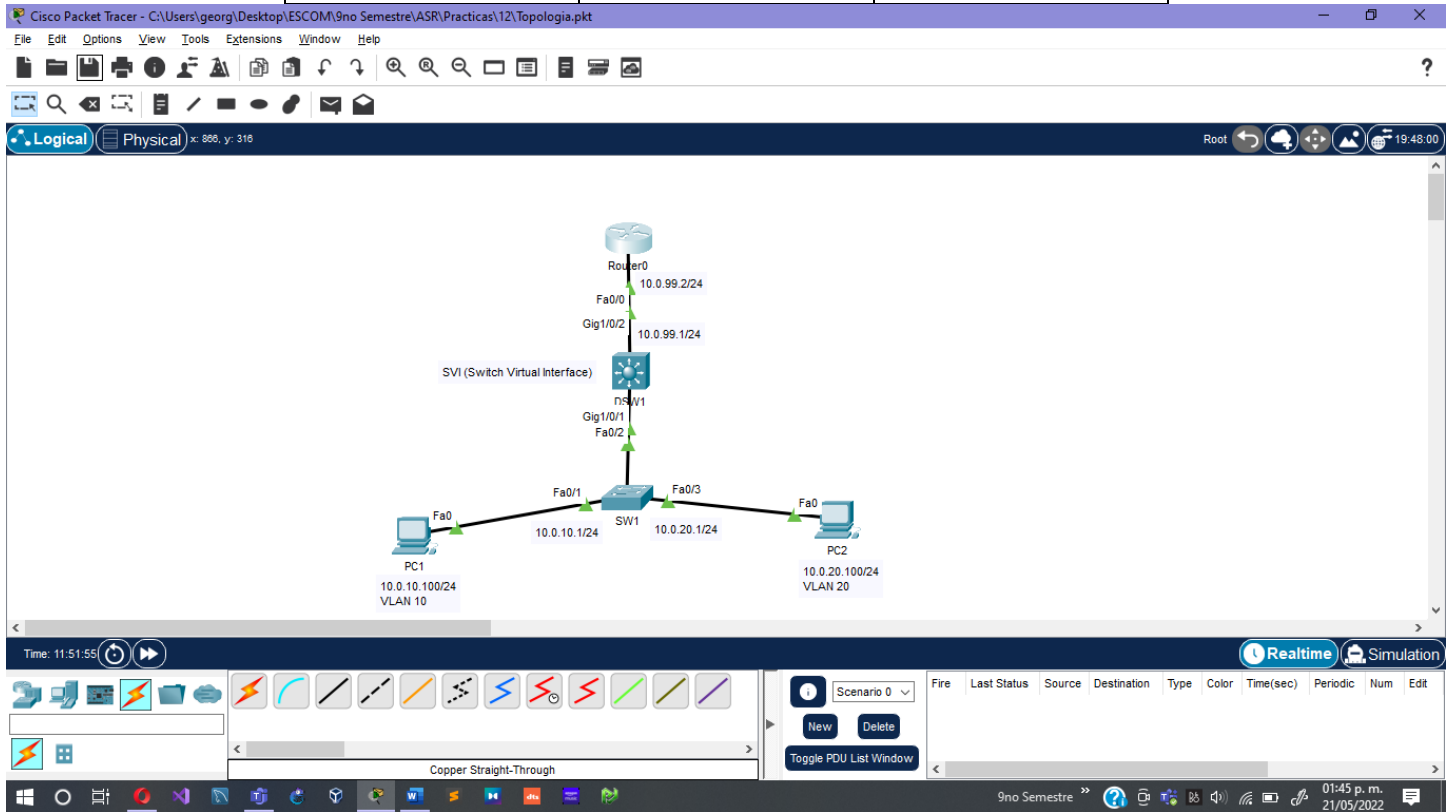 Cisco Packet Tracer - C:\Users\georg\Desktop\ESCOM\9no Semestre\ASR\Practicas\12\Topologia.pkt
File Edit Options View Tools Extensions Window Help
?
Logical Physical x: 866, y: 316 Root 19:48:00
Router0
10.0.99.2/24
Fa0/0
Gig1/0/2
10.0.99.1/24
SVI (Switch Virtual Interface)
DSW1
Gig1/0/1
Fa0/2
Fa0/1 Fa0/3
Fa0 Fa0
SW1
10.0.10.1/24 10.0.20.1/24
PC1 PC2
10.0.10.100/24 10.0.20.100/24
VLAN 10 VLAN 20
Time: 11:51:55 Realtime Simulation
Scenario 0 Fire Last Status Source Destination Type Color Time(sec) Periodic Num Edit
New Delete
Toggle PDU List Window
Copper Straight-Through
9no Semestre
01:45 p. m.
21/05/2022